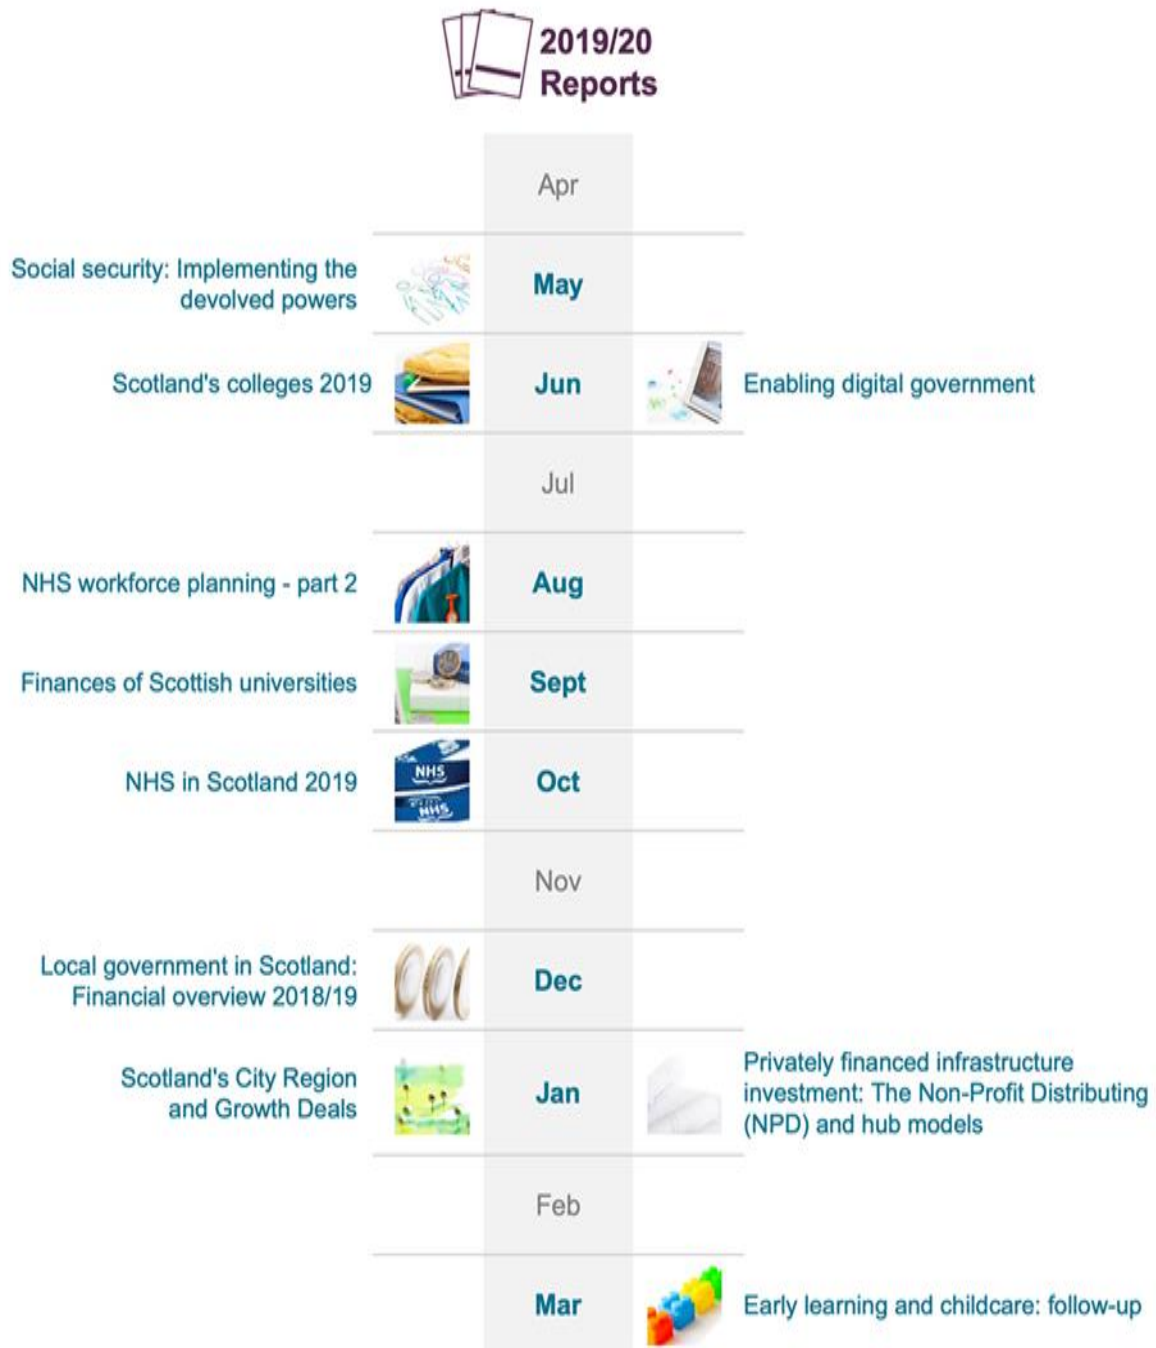 2019/20
Reports
Apr
Social security: Implementing the
devolved powers
May
Scotland's colleges 2019
Jun
Enabling digital government
Jul
NHS workforce planning - part 2
Aug
Finances of Scottish universities
Sept
NHS in Scotland 2019
NHS
NHS
Oct
Nov
Local government in Scotland:
Financial overview 2018/19
Dec
Scotland's City Region
and Growth Deals
Jan
Privately financed infrastructure
investment: The Non-Profit Distributing
(NPD) and hub models
Feb
Mar
Early learning and childcare: follow-up